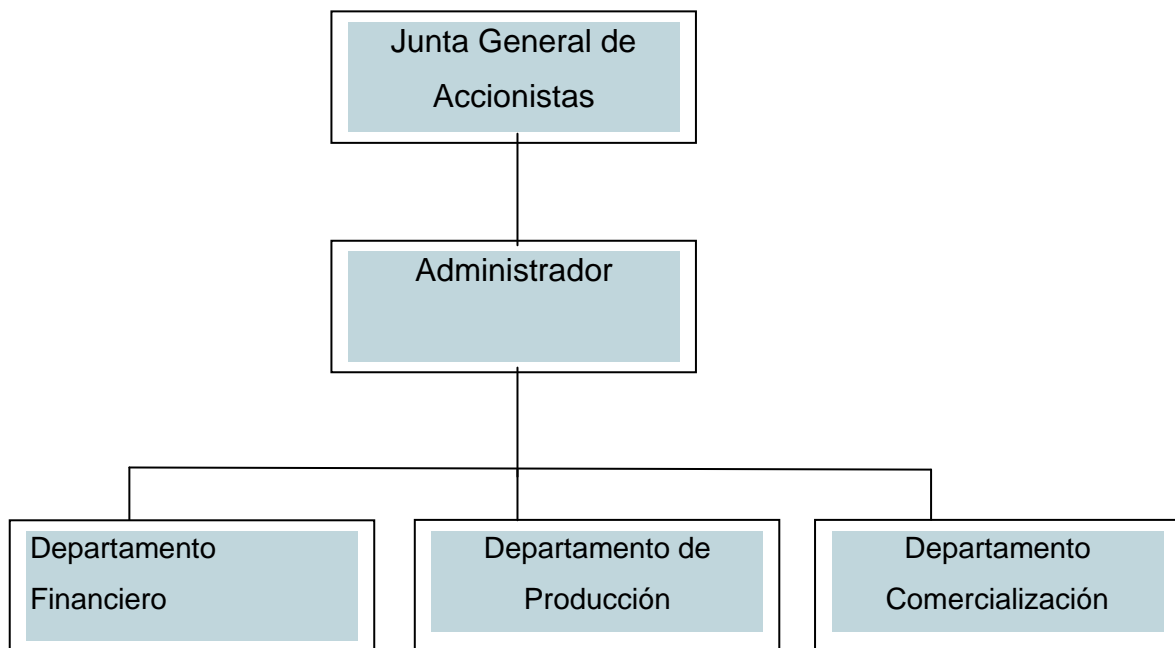 Junta General de
Accionistas
Administrador
Departamento
Financiero
Departamento de
Producción
Departamento
Comercialización